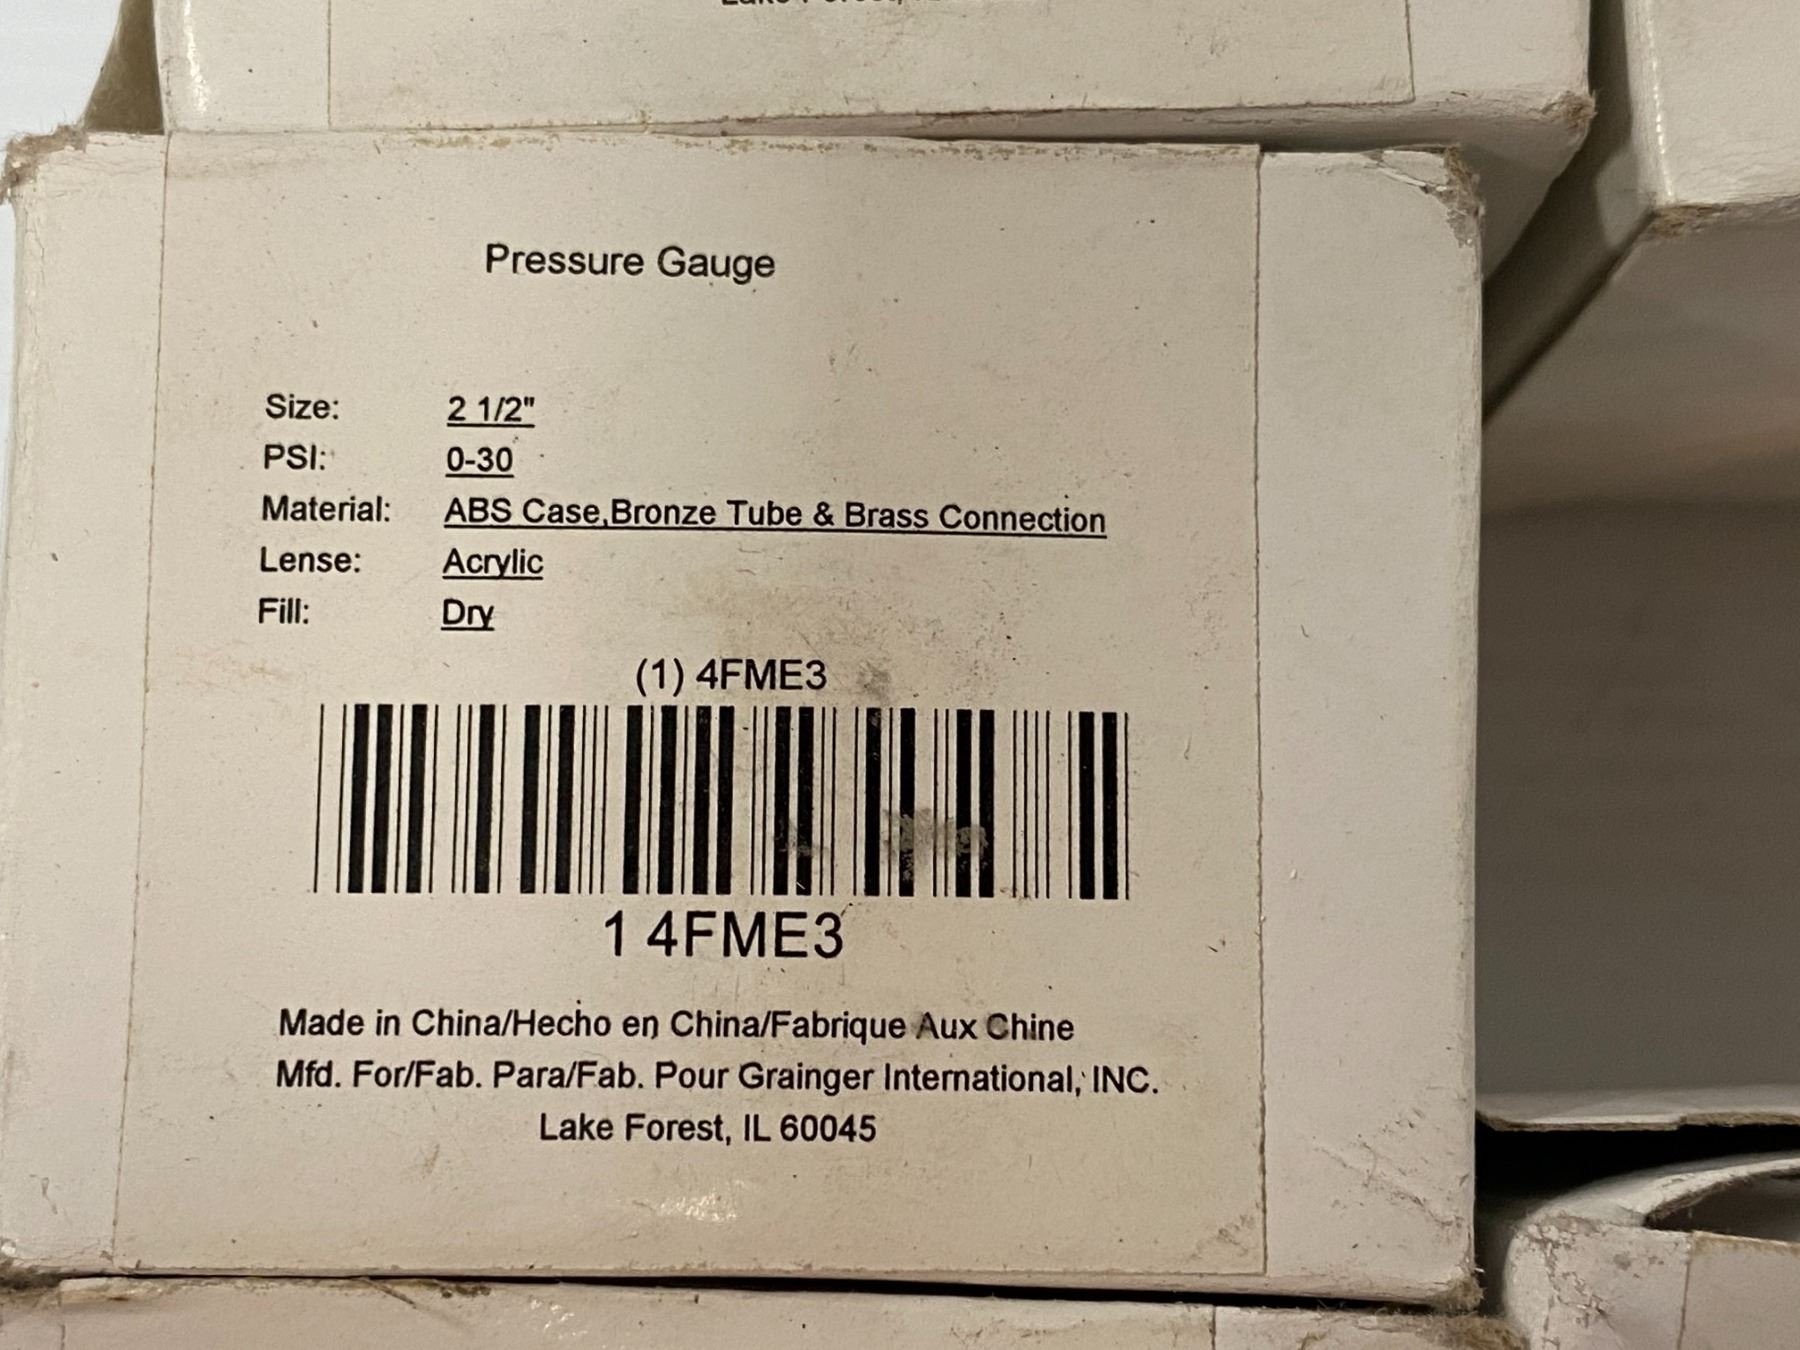 Lake Forest,
Pressure Gauge
Size: 2 1/2"
PSI: 0-30
Material: ABS Case,Bronze Tube & Brass Connection
Lense: Acrylic
Fill: Dry
(1) 4FME3
1 4FME3
Made in China/Hecho en China/Fabrique Aux Chine
Mfd. For/Fab. Para/Fab. Pour Grainger International, INC.
Lake Forest, IL 60045